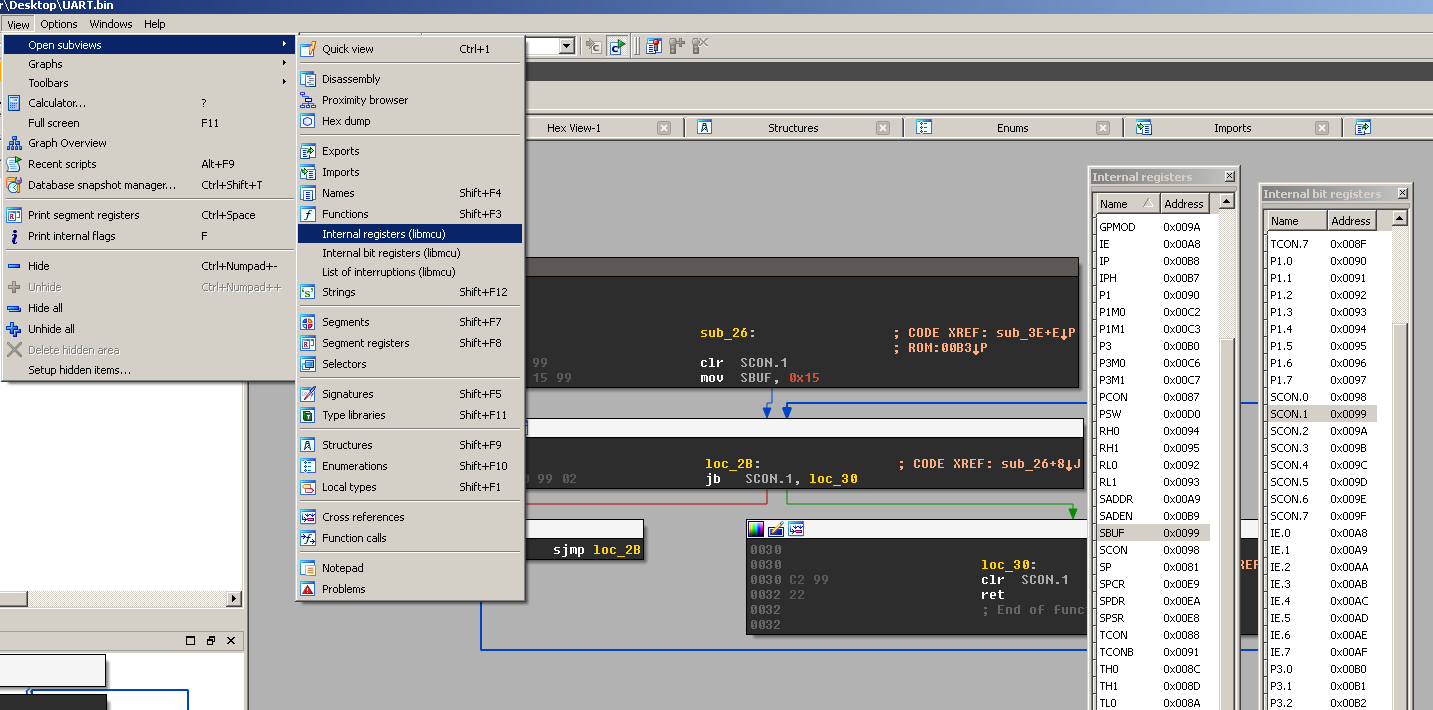 r\Desktop\UART.bin
View Options Windows Help
Open subviews
Graphs
Toolbars
Calculator... ?
Full screen F11
Graph Overview
Recent scripts Alt+F9
Database snapshot manager... Ctrl+Shift+T
Print segment registers Ctrl+Space
Print internal flags F
Hide Ctrl+Numpad+-
Unhide Ctrl+Numpad++
Hide all
Unhide all
Delete hidden area
Setup hidden items...
Quick view Ctrl+1
Disassembly
Proximity browser
Hex dump
Exports
Imports
Names Shift+F4
Functions Shift+F3
Internal registers (libmcu)
Internal bit registers (libmcu)
List of interruptions (libmcu)
Strings Shift+F12
Segments Shift+F7
Segment registers Shift+F8
Selectors
Signatures Shift+F5
Type libraries Shift+F11
Structures Shift+F9
Enumerations Shift+F10
Local types Shift+F1
Cross references
Function calls
Notepad
Problems
Hex View-1 Structures Enums Imports
sub_26: ; CODE XREF: sub_3E+E↓P
; ROM:00B3↓P
99 clr SCON.1
15 99 mov SBUF, 0x15
loc_2B: ; CODE XREF: sub_26+8↓J
99 02 jb SCON.1, loc_30
sjmp loc_2B
0030
0030 loc_30:
0030 C2 99 clr SCON.1
0032 22 ret
0032 ; End of func
0032
Internal registers
Name Address
GPMOD 0x009A
IE 0x00A8
IP 0x00B8
IPH 0x00B7
P1 0x0090
P1M0 0x00C2
P1M1 0x00C3
P3 0x00B0
P3M0 0x00C6
P3M1 0x00C7
PCON 0x0087
PSW 0x00D0
RH0 0x0094
RH1 0x0095
RL0 0x0092
RL1 0x0093
SADDR 0x00A9
SADEN 0x00B9
SBUF 0x0099
SCON 0x0098
SP 0x0081
SPCR 0x00E9
SPDR 0x00EA
SPSR 0x00E8
TCON 0x0088
TCONB 0x0091
TH0 0x008C
TH1 0x008D
TL0 0x008A
Internal bit registers
Name Address
TCON.7 0x008F
P1.0 0x0090
P1.1 0x0091
P1.2 0x0092
P1.3 0x0093
P1.4 0x0094
P1.5 0x0095
P1.6 0x0096
P1.7 0x0097
SCON.0 0x0098
SCON.1 0x0099
SCON.2 0x009A
SCON.3 0x009B
SCON.4 0x009C
SCON.5 0x009D
SCON.6 0x009E
SCON.7 0x009F
IE.0 0x00A8
IE.1 0x00A9
IE.2 0x00AA
IE.3 0x00AB
IE.4 0x00AC
IE.5 0x00AD
IE.6 0x00AE
IE.7 0x00AF
P3.0 0x00B0
P3.1 0x00B1
P3.2 0x00B2